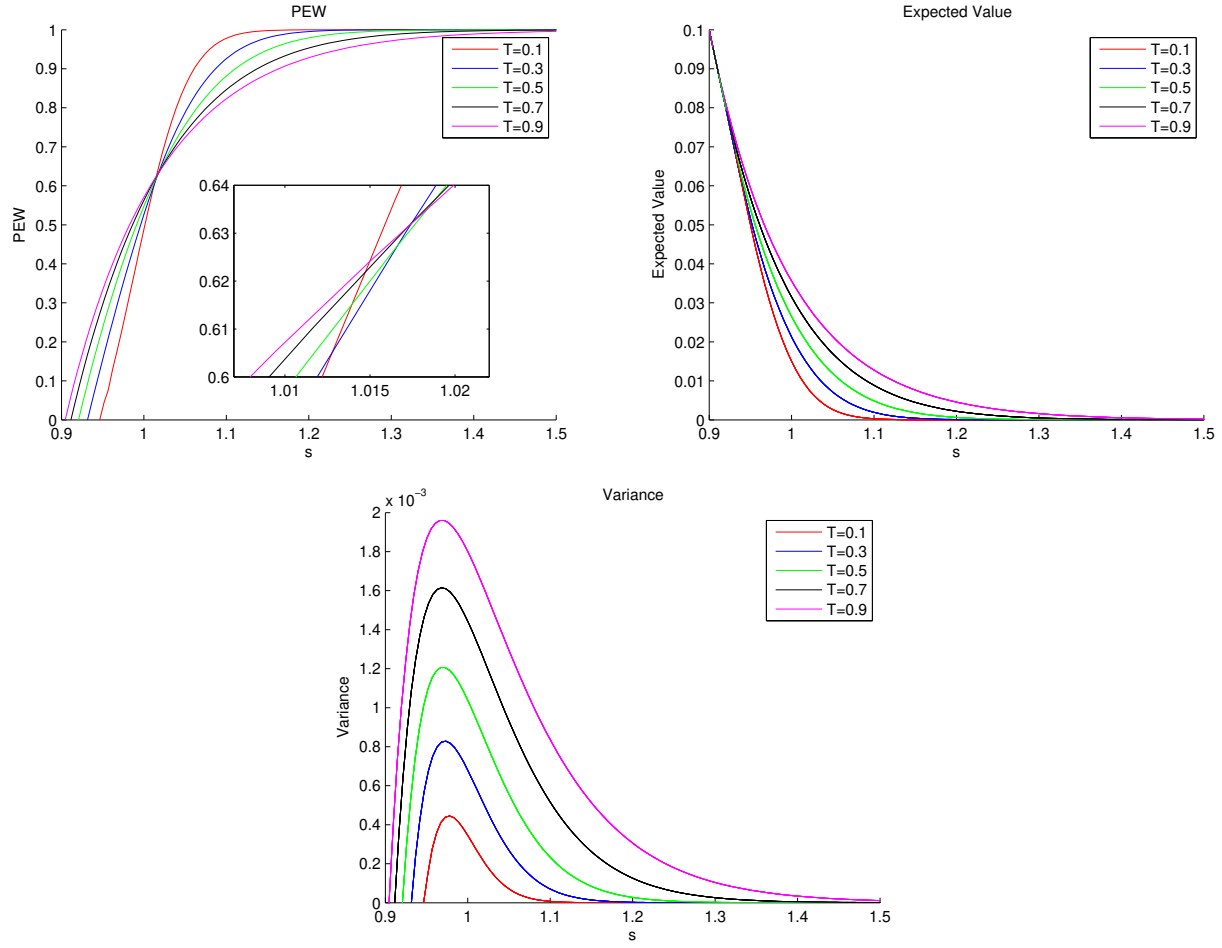 PEW
1
0.9
0.8
0.7
0.6
0.5
0.4
0.3
0.2
0.1
0
PEW
0.9
1
1.1
1.2
1.3
1.4
1.5
s
T=0.1
T=0.3
T=0.5
T=0.7
T=0.9
0.64
0.63
0.62
0.61
0.6
1.01
1.015
1.02
Expected Value
0.1
0.09
0.08
0.07
0.06
0.05
0.04
0.03
0.02
0.01
0
Expected Value
0.9
1
1.1
1.2
1.3
1.4
1.5
s
T=0.1
T=0.3
T=0.5
T=0.7
T=0.9
Variance
x 10⁻³
2
1.8
1.6
1.4
1.2
1
0.8
0.6
0.4
0.2
0
Variance
0.9
1
1.1
1.2
1.3
1.4
1.5
s
T=0.1
T=0.3
T=0.5
T=0.7
T=0.9